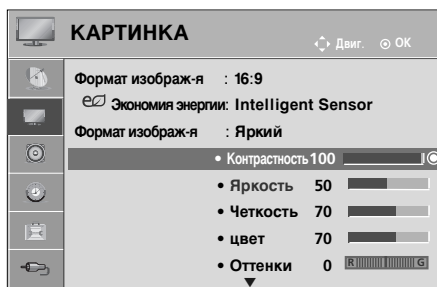 КАРТИНКА
Двиг. OK
Формат изображ-я : 16:9
Экономия энергии: Intelligent Sensor
Формат изображ-я : Яркий
• Контрастность 100
• Яркость 50
• Четкость 70
• цвет 70
• Оттенки 0 R G